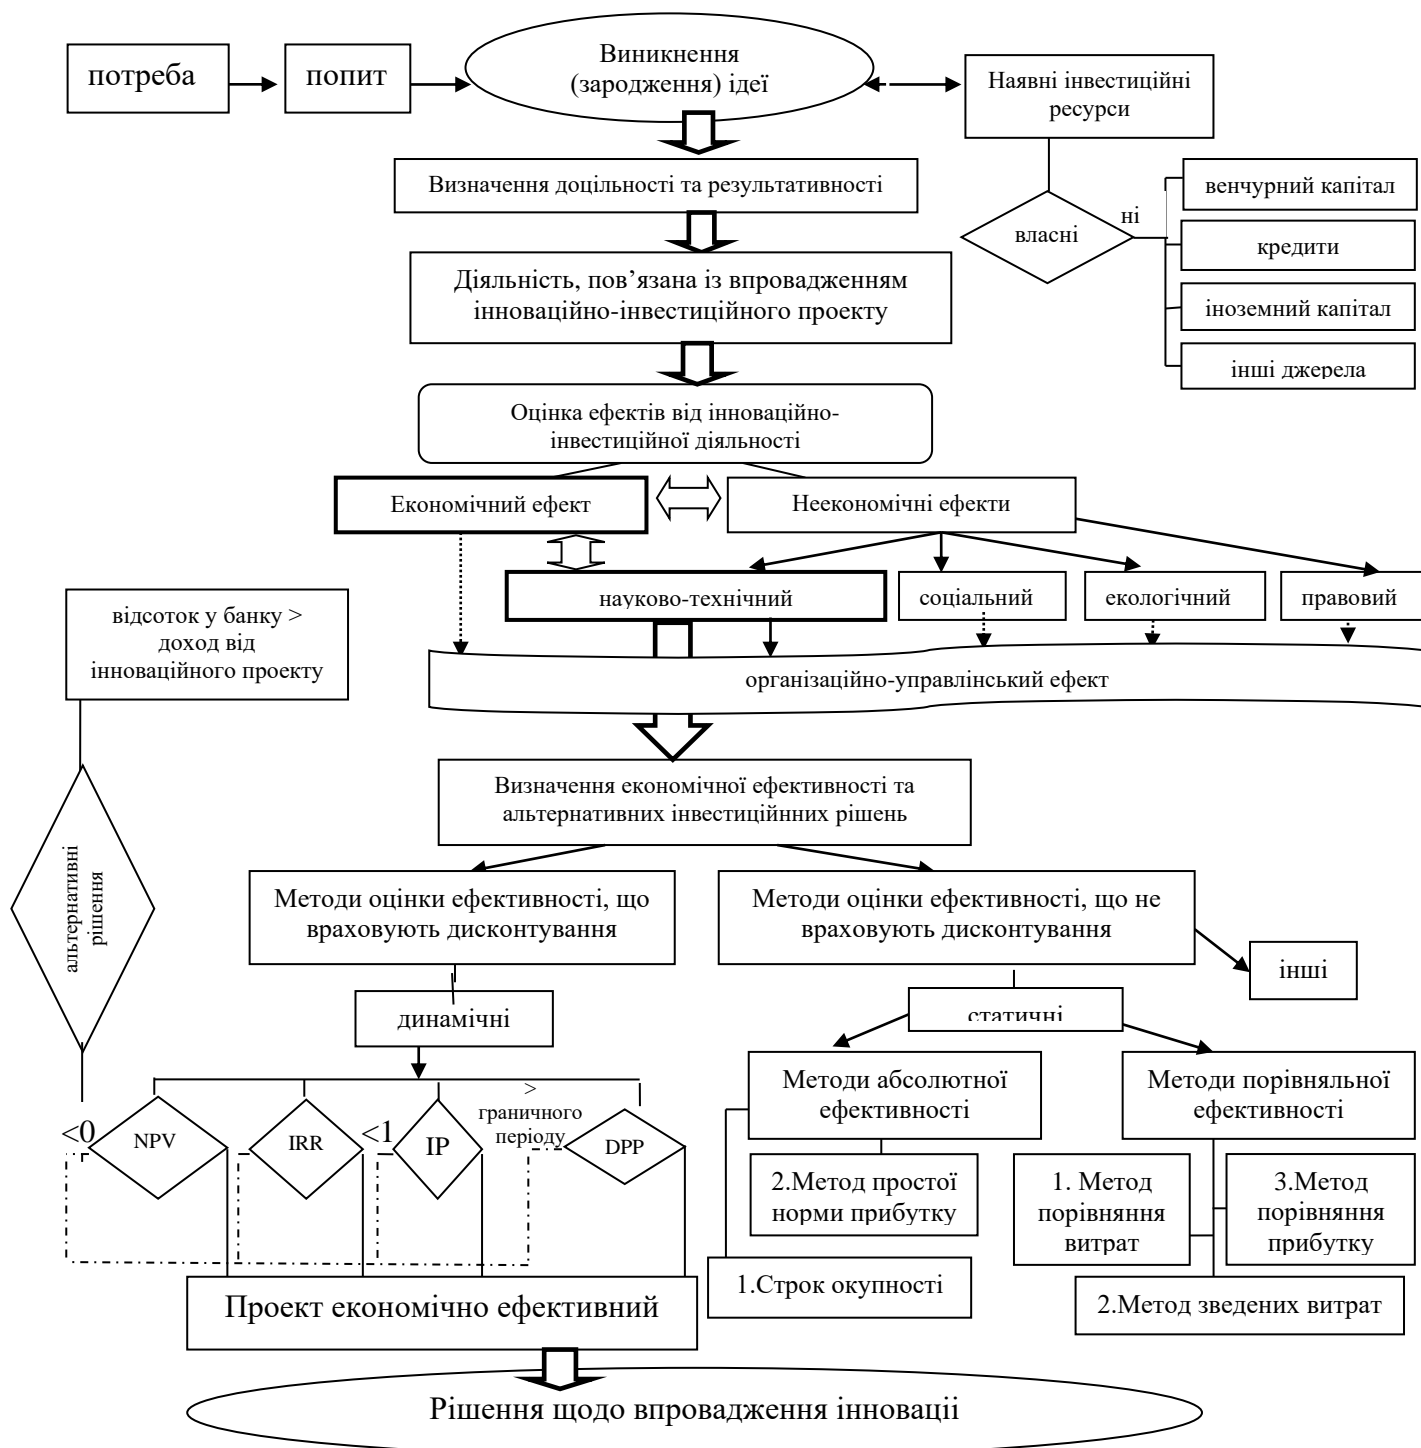 потреба
попит
Виникнення
(зародження) ідеї
Наявні інвестиційні
ресурси
Визначення доцільності та результативності
власні
ні
венчурний капітал
кредити
іноземний капітал
інші джерела
Діяльність, пов’язана із впровадженням
інноваційно-інвестиційного проекту
Оцінка ефектів від інноваційно-
інвестиційної діяльності
Економічний ефект
Неекономічні ефекти
науково-технічний
соціальний
екологічний
правовий
організаційно-управлінський ефект
відсоток у банку >
доход від
інноваційного проекту
альтернативні
рішення
Визначення економічної ефективності та
альтернативних інвестиційнних рішень
Методи оцінки ефективності, що
враховують дисконтування
Методи оцінки ефективності, що не
враховують дисконтування
інші
динамічні
статичні
Методи абсолютної
ефективності
Методи порівняльної
ефективності
<0
NPV
IRR
<1
IP
>
граничного
періоду
DPP
2.Метод простої
норми прибутку
1.Строк окупності
1. Метод
порівняння
витрат
3.Метод
порівняння
прибутку
2.Метод зведених витрат
Проект економічно ефективний
Рішення щодо впровадження інновації